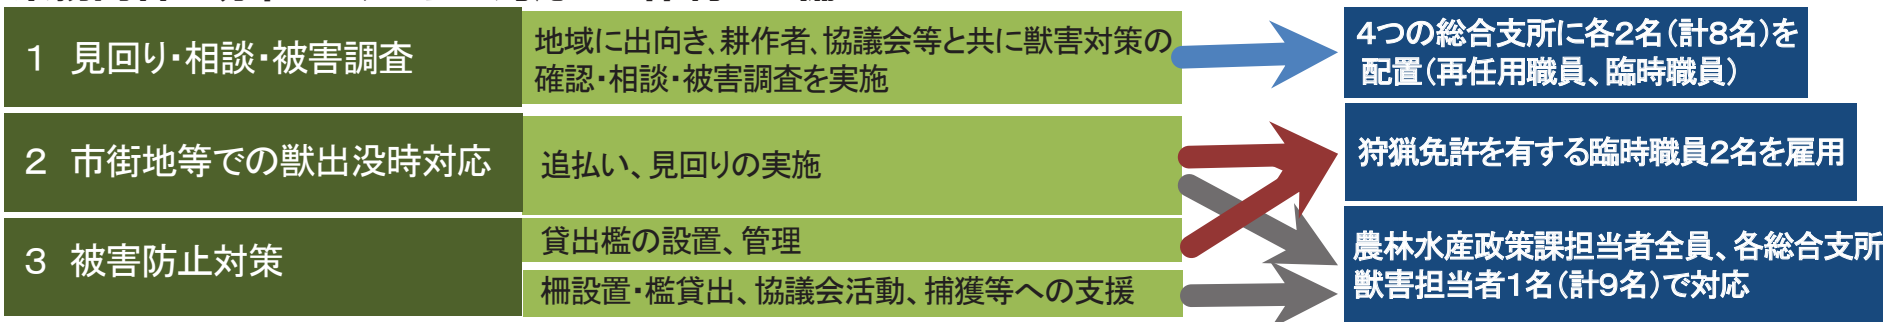 1 見回り・相談・被害調査
地域に出向き、耕作者、協議会等と共に獣害対策の
確認・相談・被害調査を実施
4つの総合支所に各2名(計8名)を
配置(再任用職員、臨時職員)
2 市街地等での獣出没時対応
追払い、見回りの実施
狩猟免許を有する臨時職員2名を雇用
3 被害防止対策
貸出檻の設置、管理
柵設置・檻貸出、協議会活動、捕獲等への支援
農林水産政策課担当者全員、各総合支所
獣害担当者1名(計9名)で対応